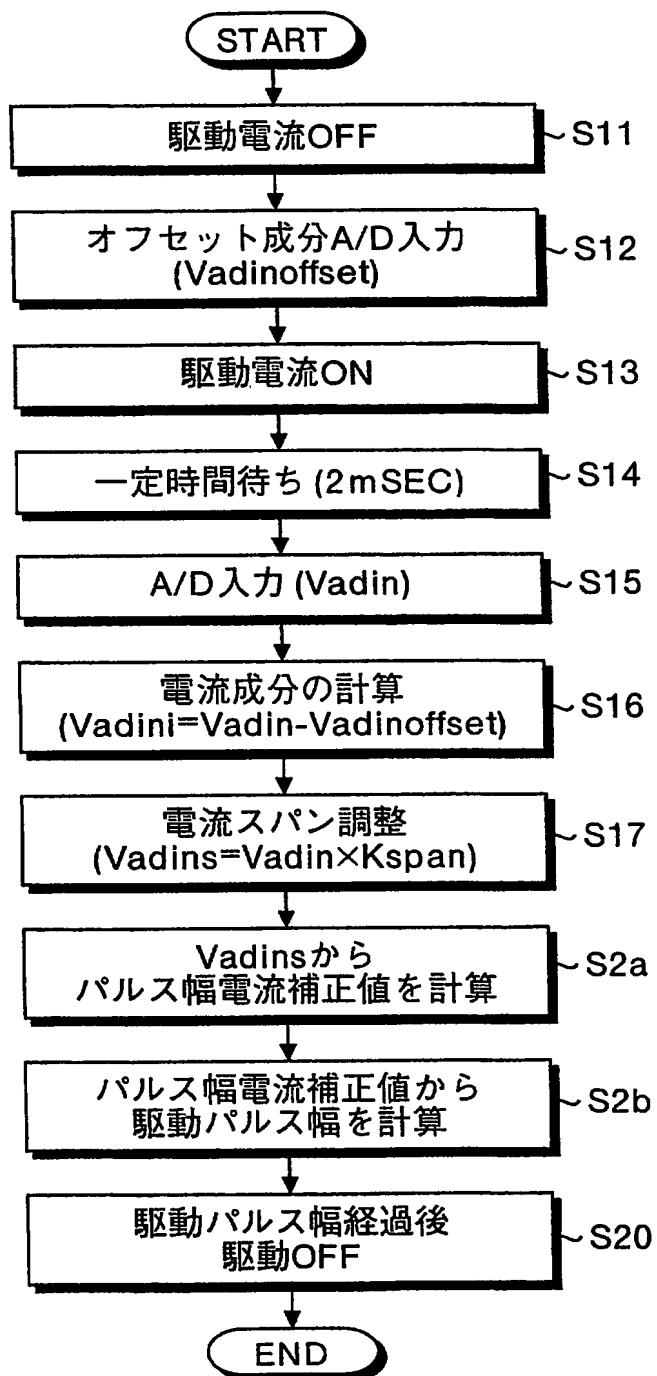 START
駆動電流OFF
S11
オフセット成分A/D入力
(Vadinoffset)
S12
駆動電流ON
S13
一定時間待ち(2mSEC)
S14
A/D入力(Vadin)
S15
電流成分の計算
(Vadini=Vadin-Vadinoffset)
S16
電流スパン調整
(Vadins=Vadin×Kspan)
S17
Vadinsから
パルス幅電流補正値を計算
S2a
パルス幅電流補正値から
駆動パルス幅を計算
S2b
駆動パルス幅経過後
駆動OFF
S20
END